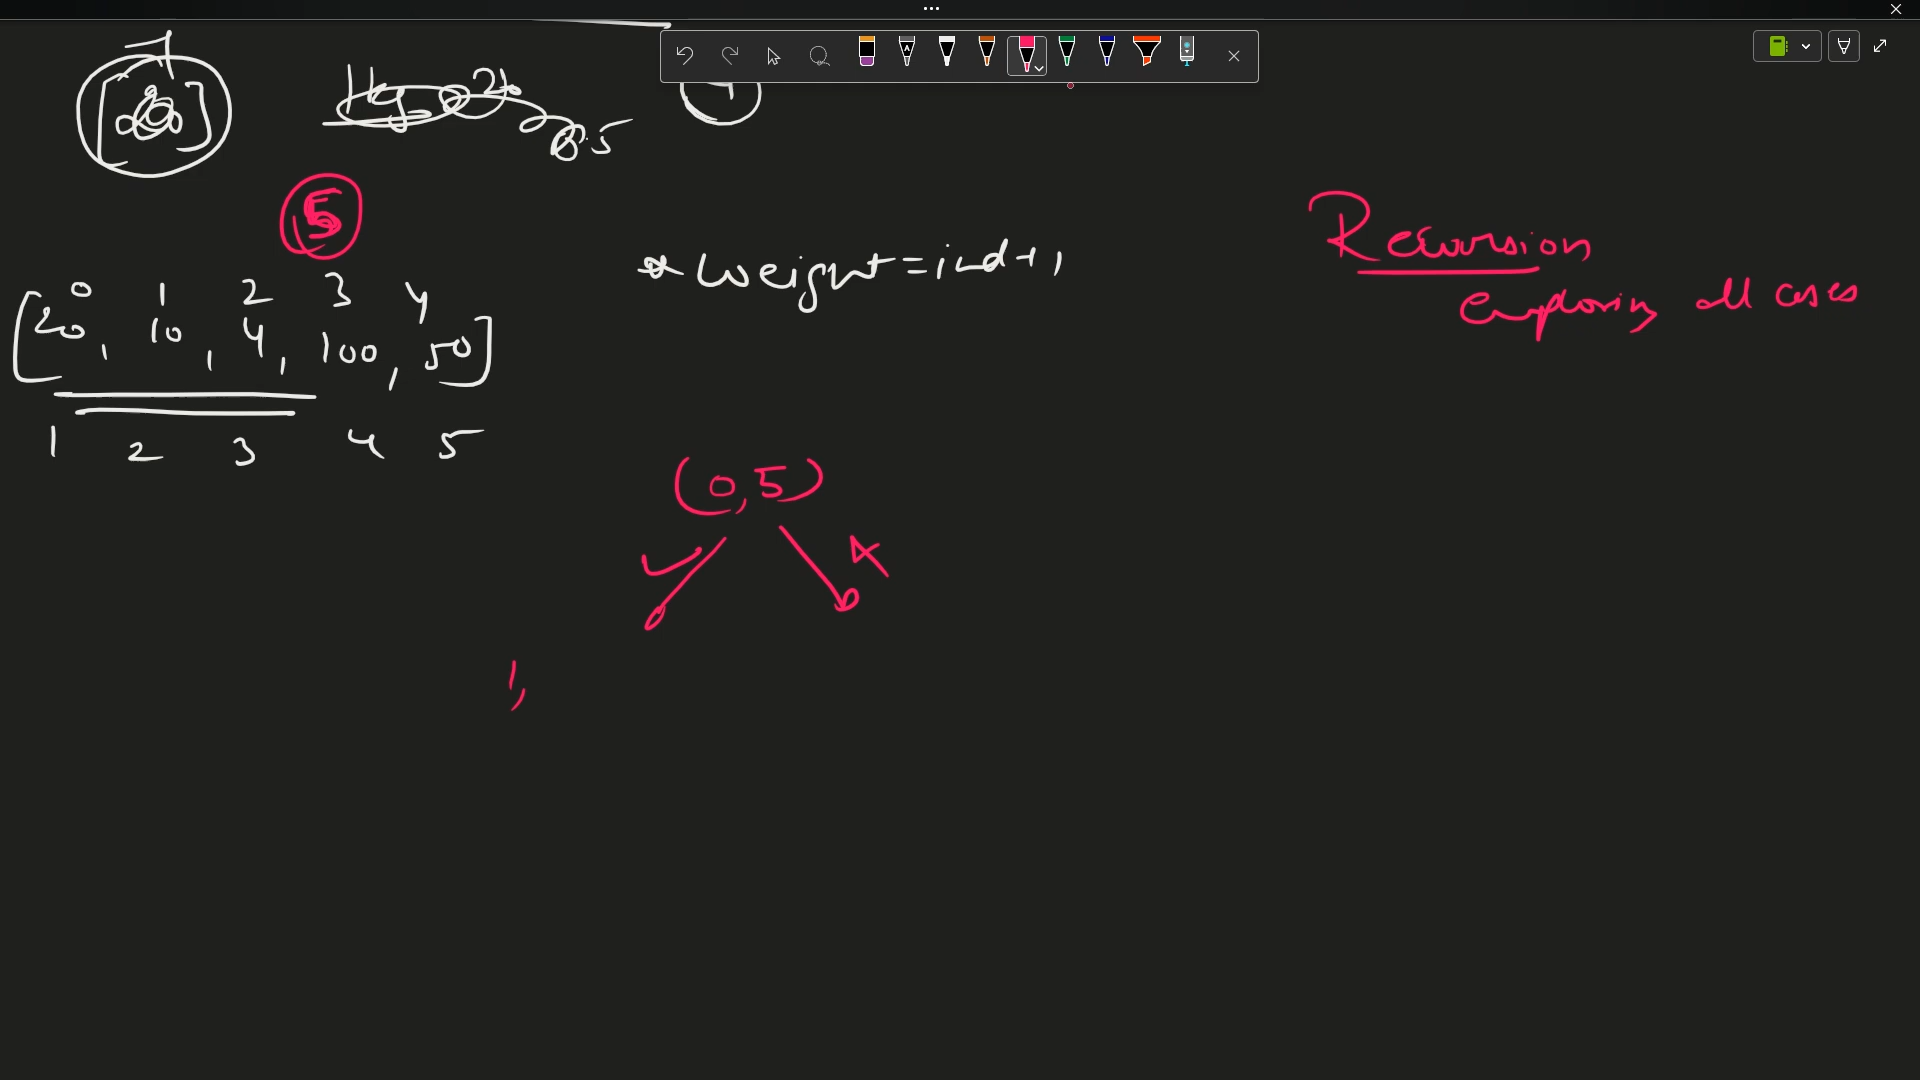 5
* weight = ind+1
Recursion
exploring all cases
0 1 2 3 4
[20, 10, 4, 100, 50]
1 2 3 4 5
(0,5)
1,